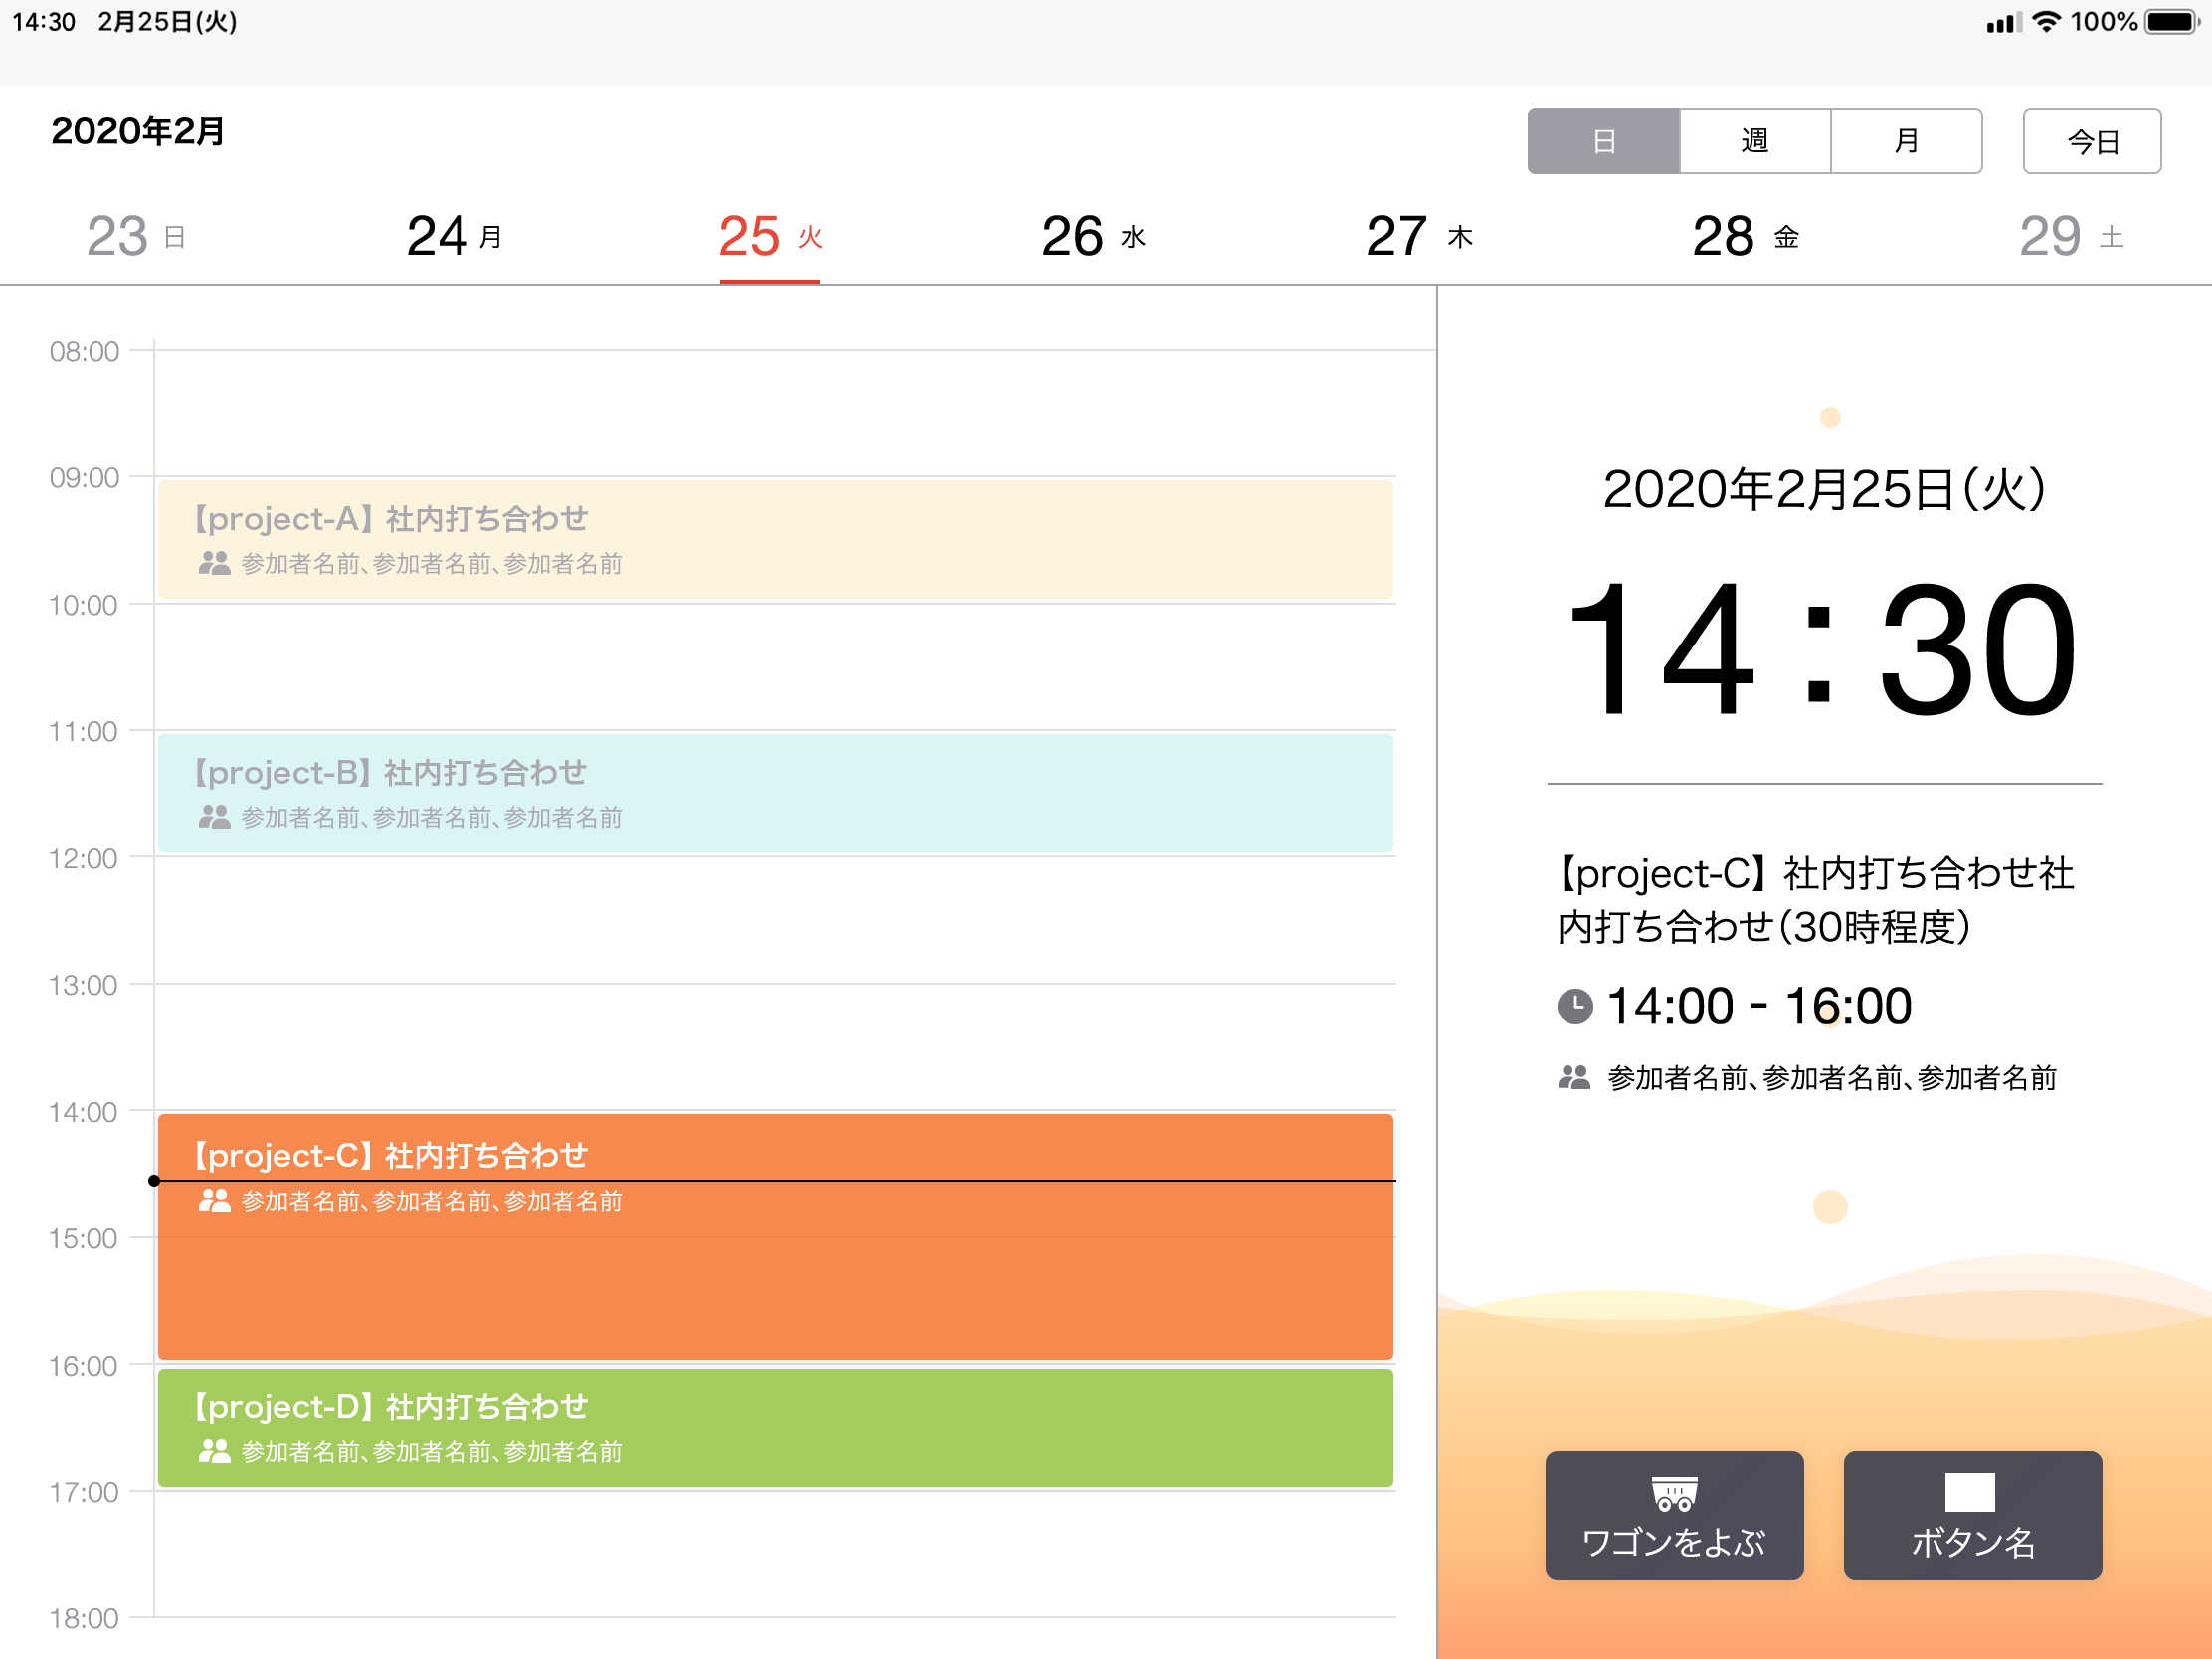 14:30 2月25日(火) 100%
2020年2月
日 週 月 今日
23 日 24 月 25 火 26 水 27 木 28 金 29 土
08:00
09:00
【project-A】社内打ち合わせ
参加者名前、参加者名前、参加者名前
10:00
11:00
【project-B】社内打ち合わせ
参加者名前、参加者名前、参加者名前
12:00
13:00
14:00
【project-C】社内打ち合わせ
参加者名前、参加者名前、参加者名前
15:00
16:00
【project-D】社内打ち合わせ
参加者名前、参加者名前、参加者名前
17:00
18:00
2020年2月25日(火)
14:30
【project-C】社内打ち合わせ社
内打ち合わせ(30時程度)
14:00 - 16:00
参加者名前、参加者名前、参加者名前
ワゴンをよぶ
ボタン名